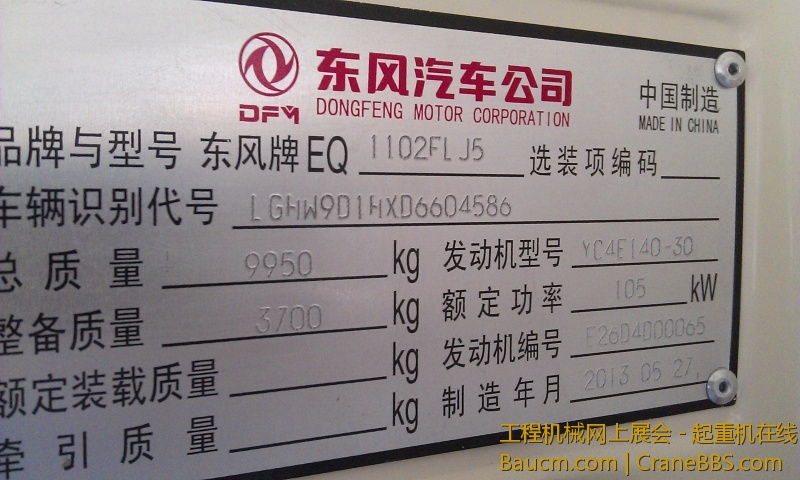 DFM 东风汽车公司
DONGFENG MOTOR CORPORATION
中国制造
MADE IN CHINA
品牌与型号 东风牌EQ 1102FLJ5 选装项编码
车辆识别代号 LGHW9D1HXD6604586
总质量 9950 kg 发动机型号 YC4E140-30
整备质量 3700 kg 额定功率 105 kW
额定装载质量 kg 发动机编号 E26D4D00065
牵引质量 kg 制造年月 2013 05 27
工程机械网上展会 - 起重机在线
Baucm.com | CraneBBS.com